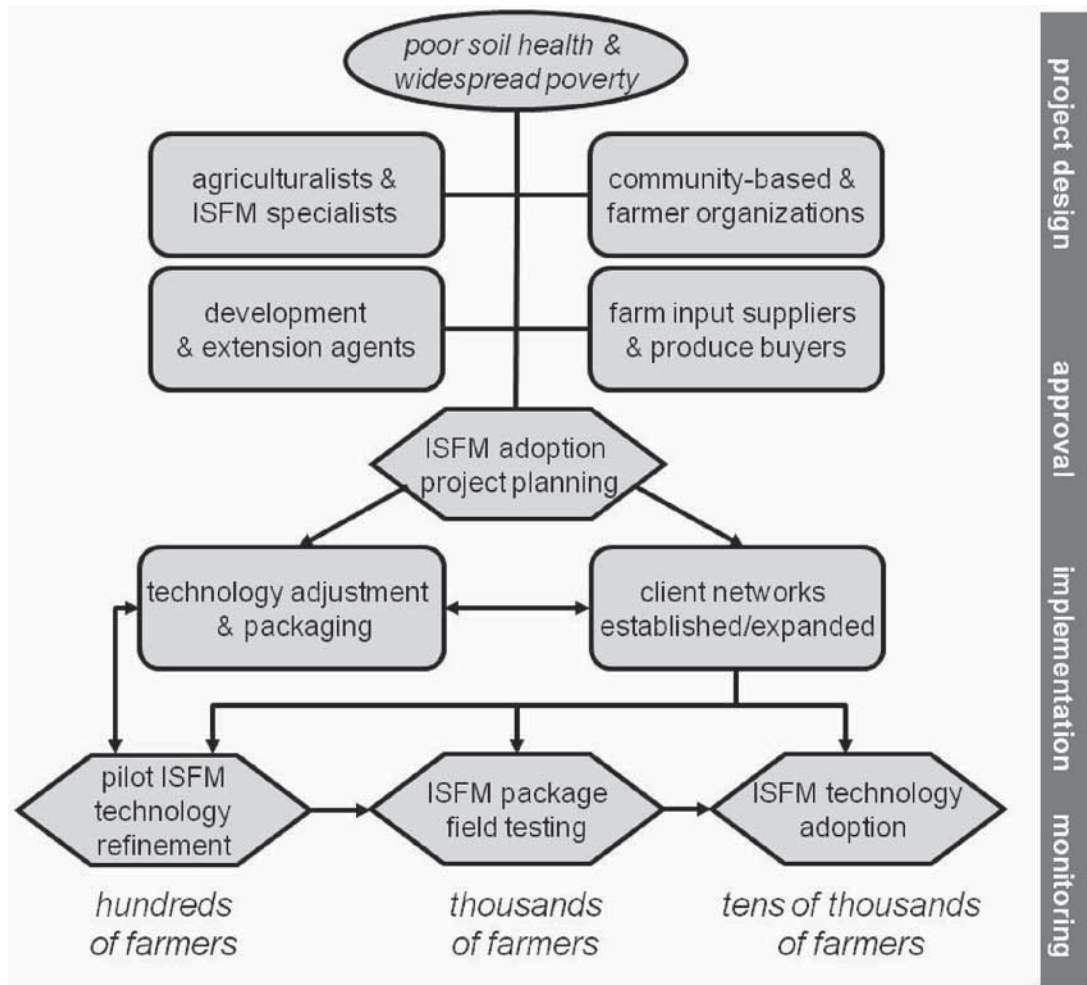 poor soil health &
widespread poverty
agriculturalists &
ISFM specialists
community-based &
farmer organizations
development
& extension agents
farm input suppliers
& produce buyers
ISFM adoption
project planning
technology adjustment
& packaging
client networks
established/expanded
pilot ISFM
technology
refinement
ISFM package
field testing
ISFM technology
adoption
hundreds
of farmers
thousands
of farmers
tens of thousands
of farmers
project design
approval
implementation
monitoring